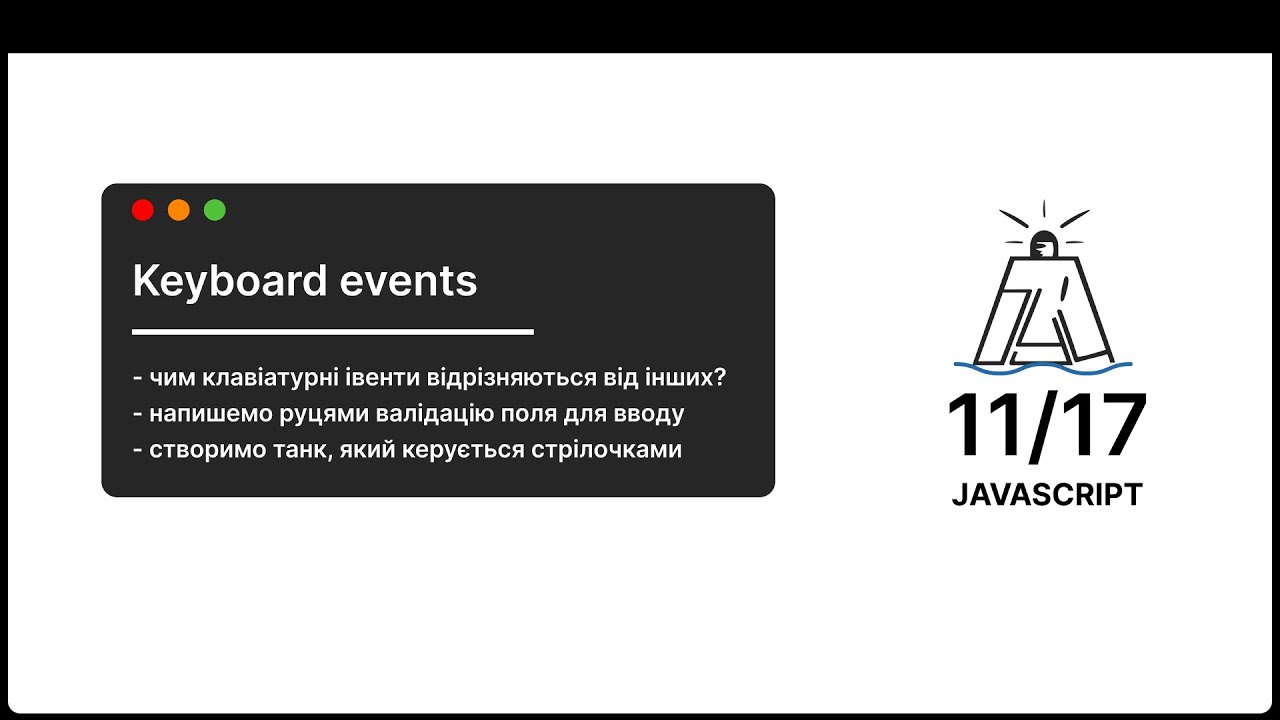 Keyboard events
- чим клавіатурні івенти відрізняються від інших?
- напишемо руцями валідацію поля для вводу
- створимо танк, який керується стрілочками
11/17
JAVASCRIPT